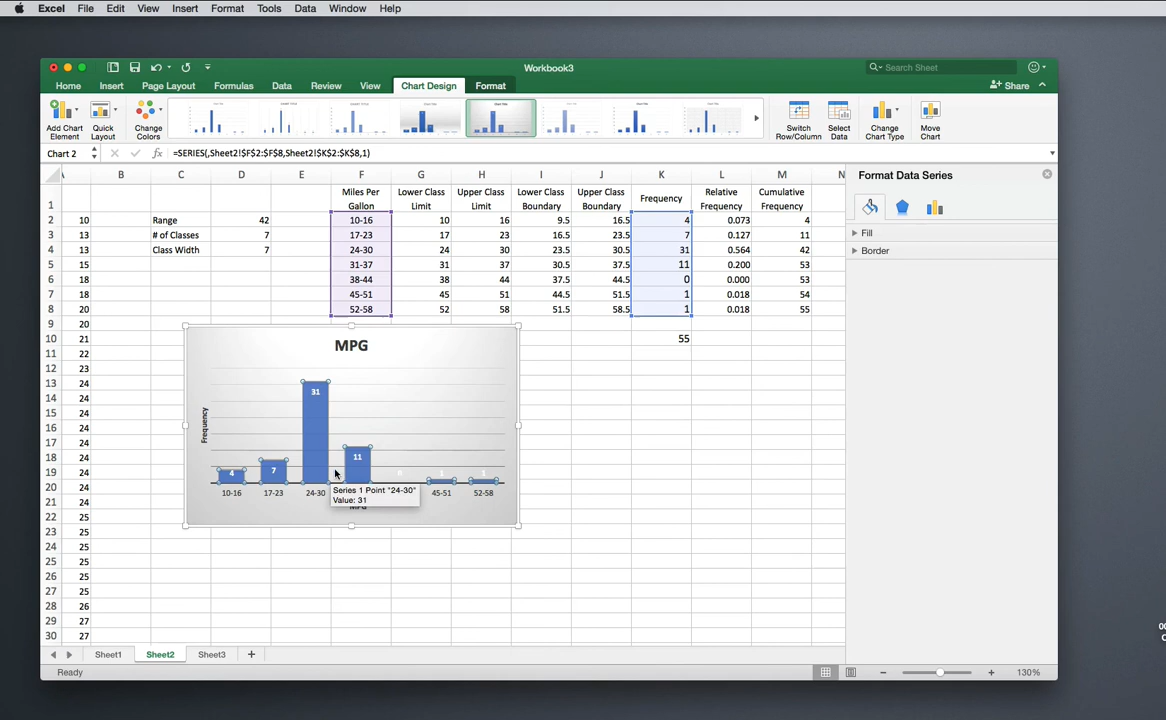 Excel File Edit View Insert Format Tools Data Window Help
Workbook3
Search Sheet
Home Insert Page Layout Formulas Data Review View Chart Design Format
Share
Add Chart Element
Quick Layout
Change Colors
Switch Row/Column
Select Data
Change Chart Type
Move Chart
Chart 2 fx =SERIES(,Sheet2!$F$2:$F$8,Sheet2!$K$2:$K$8,1)
Format Data Series
Fill
Border
B C D E F G H I J K L M N
1 Miles Per Gallon Lower Class Limit Upper Class Limit Lower Class Boundary Upper Class Boundary Frequency Relative Frequency Cumulative Frequency
2 10 Range 42 10-16 10 16 9.5 16.5 4 0.073 4
3 13 # of Classes 7 17-23 17 23 16.5 23.5 7 0.127 11
4 13 Class Width 7 24-30 24 30 23.5 30.5 31 0.564 42
5 15 31-37 31 37 30.5 37.5 11 0.200 53
6 18 38-44 38 44 37.5 44.5 0 0.000 53
7 18 45-51 45 51 44.5 51.5 1 0.018 54
8 20 52-58 52 58 51.5 58.5 1 0.018 55
9 20
10 21 55
11 22
12 23
13 24
14 24
15 24
16 24
17 24
18 24
19 24
20 24
21 24
22 25
23 25
24 25
25 25
26 25
27 25
28 26
29 27
30 27
MPG
Frequency
4 7 31 11 0 1 1
10-16 17-23 24-30 45-51 52-58
MPG
Series 1 Point "24-30"
Value: 31
Sheet1 Sheet2 Sheet3 +
Ready
130%